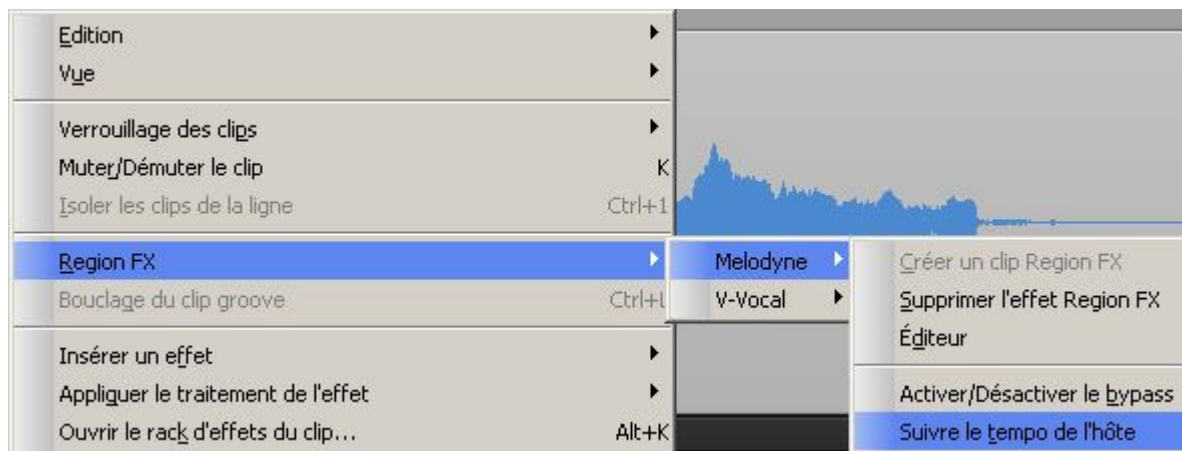 Edition
Vue
Verrouillage des clips
Muter/Démuter le clip K
Isoler les clips de la ligne Ctrl+1
Region FX
Bouclage du clip groove Ctrl+L
Insérer un effet
Appliquer le traitement de l'effet
Ouvrir le rack d'effets du clip... Alt+K
Melodyne
V-Vocal
Créer un clip Region FX
Supprimer l'effet Region FX
Éditeur
Activer/Désactiver le bypass
Suivre le tempo de l'hôte